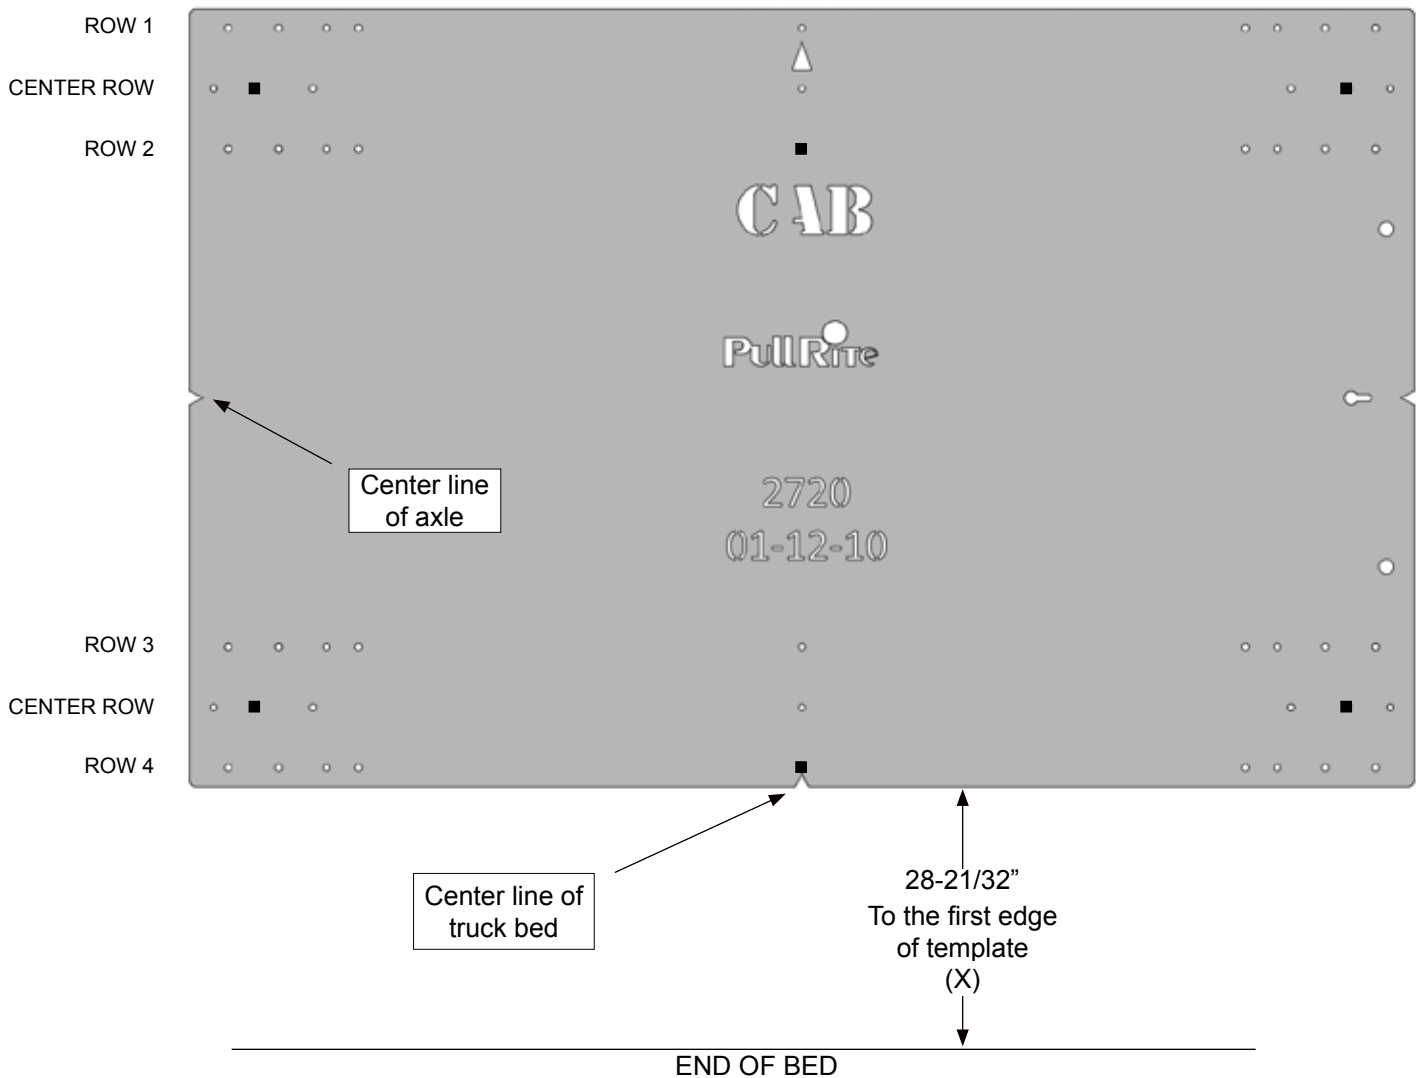 ROW 1
CENTER ROW
ROW 2
CAB
PullRite
Center line
of axle
2720
01-12-10
ROW 3
CENTER ROW
ROW 4
Center line of
truck bed
28-21/32”
To the first edge
of template
(X)
END OF BED